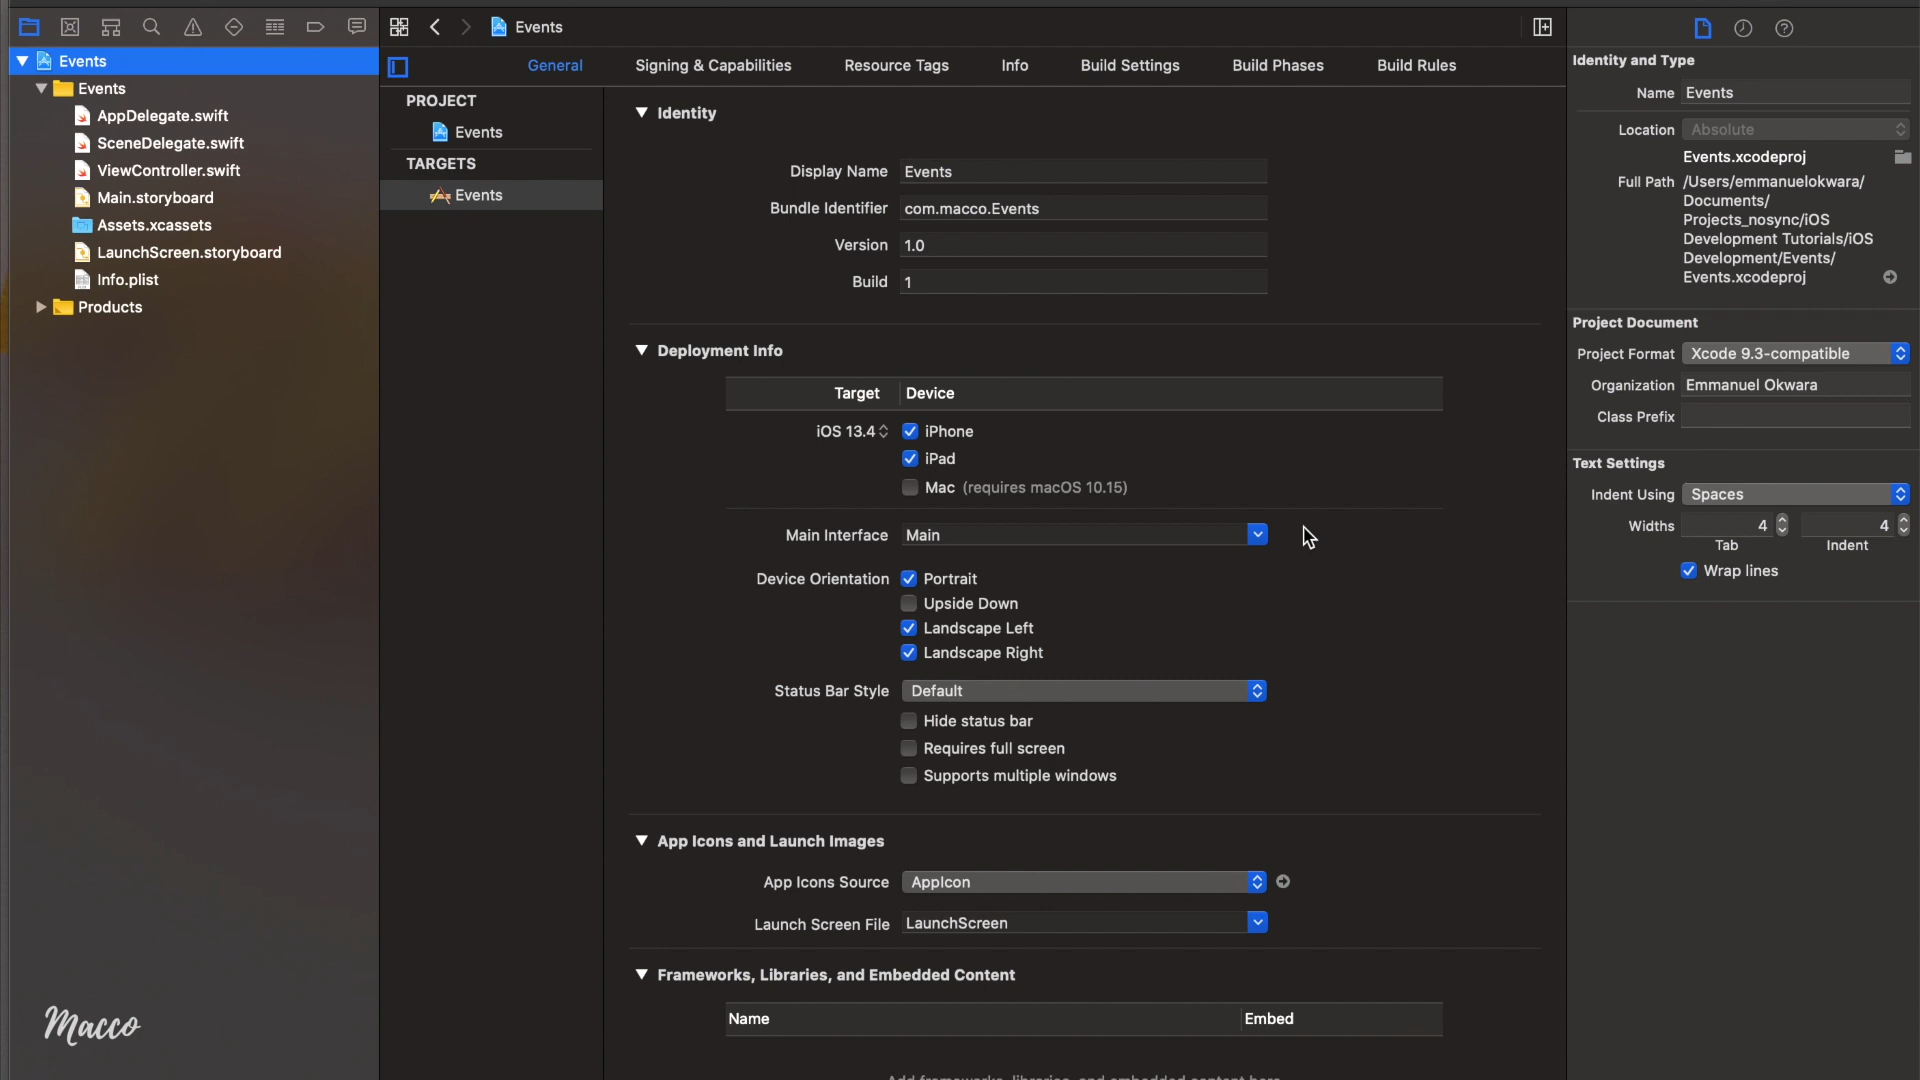 Events
Events
General
Signing & Capabilities
Resource Tags
Info
Build Settings
Build Phases
Build Rules
Events
AppDelegate.swift
SceneDelegate.swift
ViewController.swift
Main.storyboard
Assets.xcassets
LaunchScreen.storyboard
Info.plist
Products
Macco
PROJECT
Events
TARGETS
Events
Identity
Display Name Events
Bundle Identifier com.macco.Events
Version 1.0
Build 1
Deployment Info
Target Device
iOS 13.4 iPhone
iPad
Mac (requires macOS 10.15)
Main Interface Main
Device Orientation Portrait
Upside Down
Landscape Left
Landscape Right
Status Bar Style Default
Hide status bar
Requires full screen
Supports multiple windows
App Icons and Launch Images
App Icons Source AppIcon
Launch Screen File LaunchScreen
Frameworks, Libraries, and Embedded Content
Name Embed
Add frameworks, libraries, and embedded content here
Identity and Type
Name Events
Location Absolute
Events.xcodeproj
Full Path /Users/emmanuelokwara/
Documents/
Projects_nosync/iOS
Development Tutorials/iOS
Development/Events/
Events.xcodeproj
Project Document
Project Format Xcode 9.3-compatible
Organization Emmanuel Okwara
Class Prefix
Text Settings
Indent Using Spaces
Widths 4 4
Tab Indent
Wrap lines